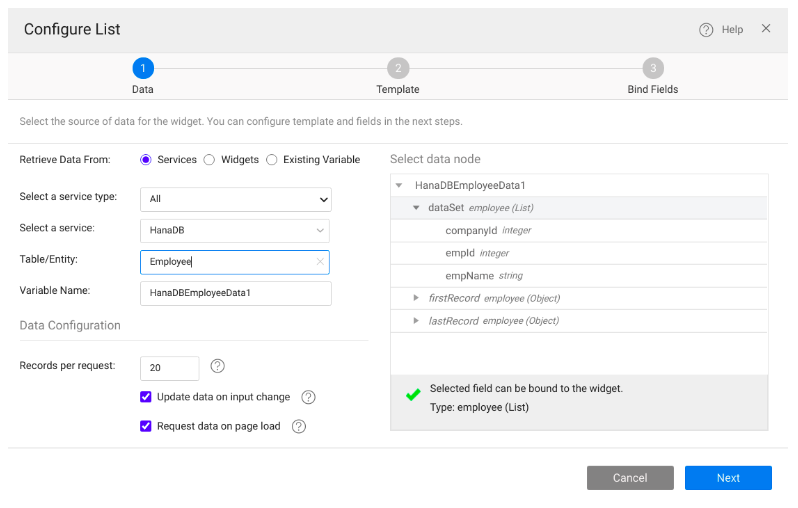 Configure List
? Help ×
1 2 3
Data Template Bind Fields
Select the source of data for the widget. You can configure template and fields in the next steps.
Retrieve Data From: Services Widgets Existing Variable
Select a service type: All
Select a service: HanaDB
Table/Entity: Employee ×
Variable Name: HanaDBEmployeeData1
Data Configuration
Records per request: 20 ?
Update data on input change ?
Request data on page load ?
Select data node
HanaDBEmployeeData1
dataSet employee (List)
companyId integer
empId integer
empName string
firstRecord employee (Object)
lastRecord employee (Object)
Selected field can be bound to the widget.
Type: employee (List)
Cancel Next